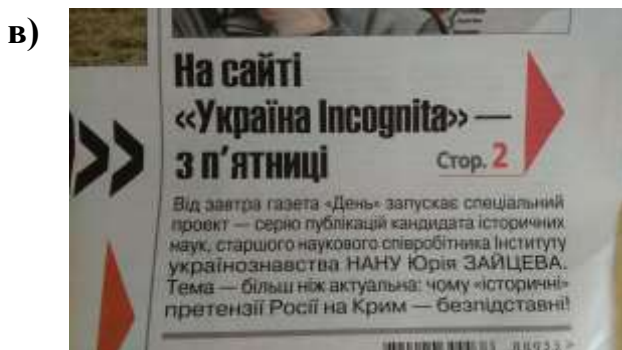 в)
На сайті
«Україна Incognita» —
з п'ятниці
Стор. 2
Від завтра газета «День» запускає спеціальний
проект — серію публікацій кандидата історичних
наук, старшого наукового співробітника Інституту
українознавства НАНУ Юрія ЗАЙЦЕВА.
Тема — більш ніж актуальна: чому «історичні»
претензії Росії на Крим — безпідставні!